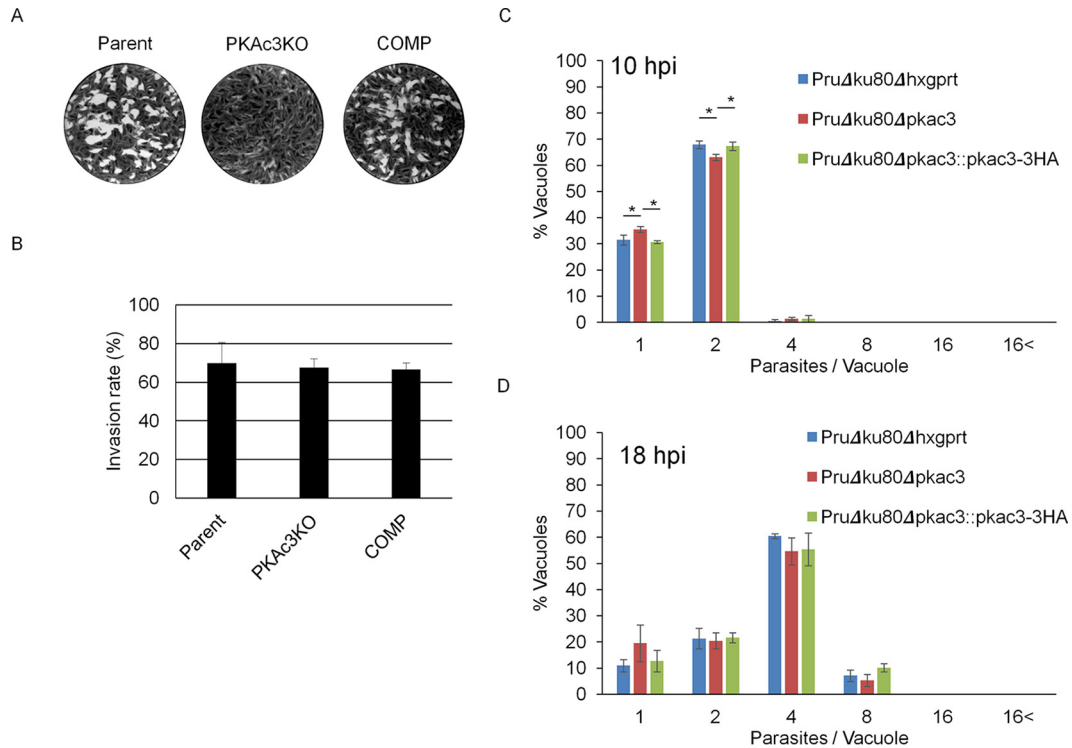 A
Parent
PKAc3KO
COMP
B
Invasion rate (%)
100
80
60
40
20
0
Parent
PKAc3KO
COMP
C
10 hpi
% Vacuoles
100
90
80
70
60
50
40
30
20
10
0
* *
* *
PruΔku80Δhxgprt
PruΔku80Δpkac3
PruΔku80Δpkac3::pkac3-3HA
1 2 4 8 16 16<
Parasites / Vacuole
D
18 hpi
% Vacuoles
100
90
80
70
60
50
40
30
20
10
0
PruΔku80Δhxgprt
PruΔku80Δpkac3
PruΔku80Δpkac3::pkac3-3HA
1 2 4 8 16 16<
Parasites / Vacuole